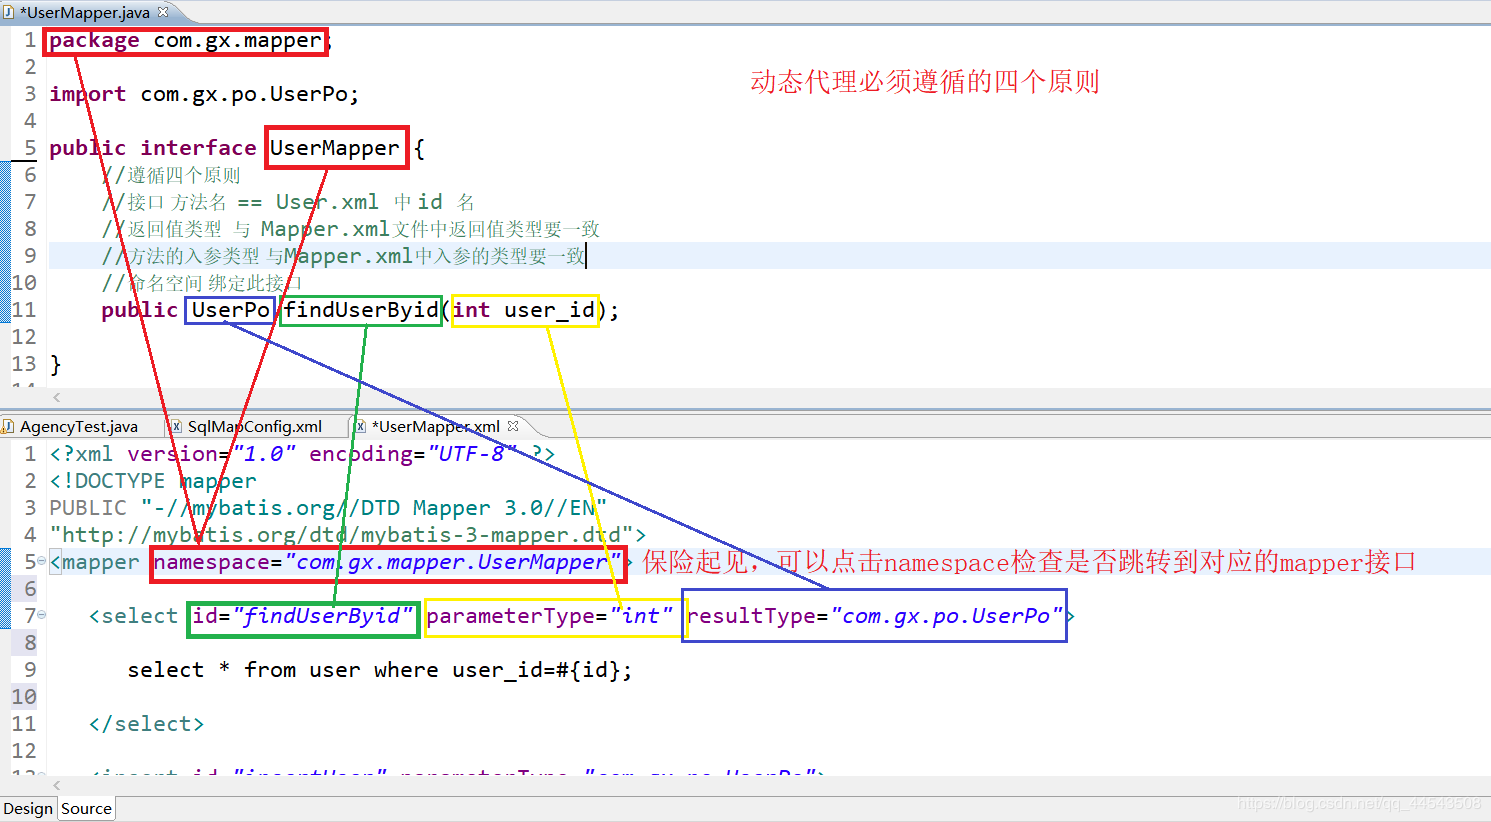 *UserMapper.java
1 package com.gx.mapper;
2
3 import com.gx.po.UserPo;
4
动态代理必须遵循的四个原则
5 public interface UserMapper {
6 //遵循四个原则
7 //接口 方法名 == User.xml 中 id 名
8 //返回值类型 与 Mapper.xml文件中返回值类型要一致
9 //方法的入参类型 与Mapper.xml中入参的类型要一致
10 //命名空间 绑定此接口
11 public UserPo findUserByid(int user_id);
12
13 }
14
AgencyTest.java SqlMapConfig.xml *UserMapper.xml
1 <?xml version="1.0" encoding="UTF-8" ?>
2 <!DOCTYPE mapper
3 PUBLIC "-//mybatis.org//DTD Mapper 3.0//EN"
4 "http://mybatis.org/dtd/mybatis-3-mapper.dtd">
5 <mapper namespace="com.gx.mapper.UserMapper"> 保险起见，可以点击namespace检查是否跳转到对应的mapper接口
6
7 <select id="findUserByid" parameterType="int" resultType="com.gx.po.UserPo">
8
9 select * from user where user_id=#{id};
10
11 </select>
12
13 <insert id="insertUser" parameterType="com.gx.po.UserPo">
Design Source
https://blog.csdn.net/qq_44543508